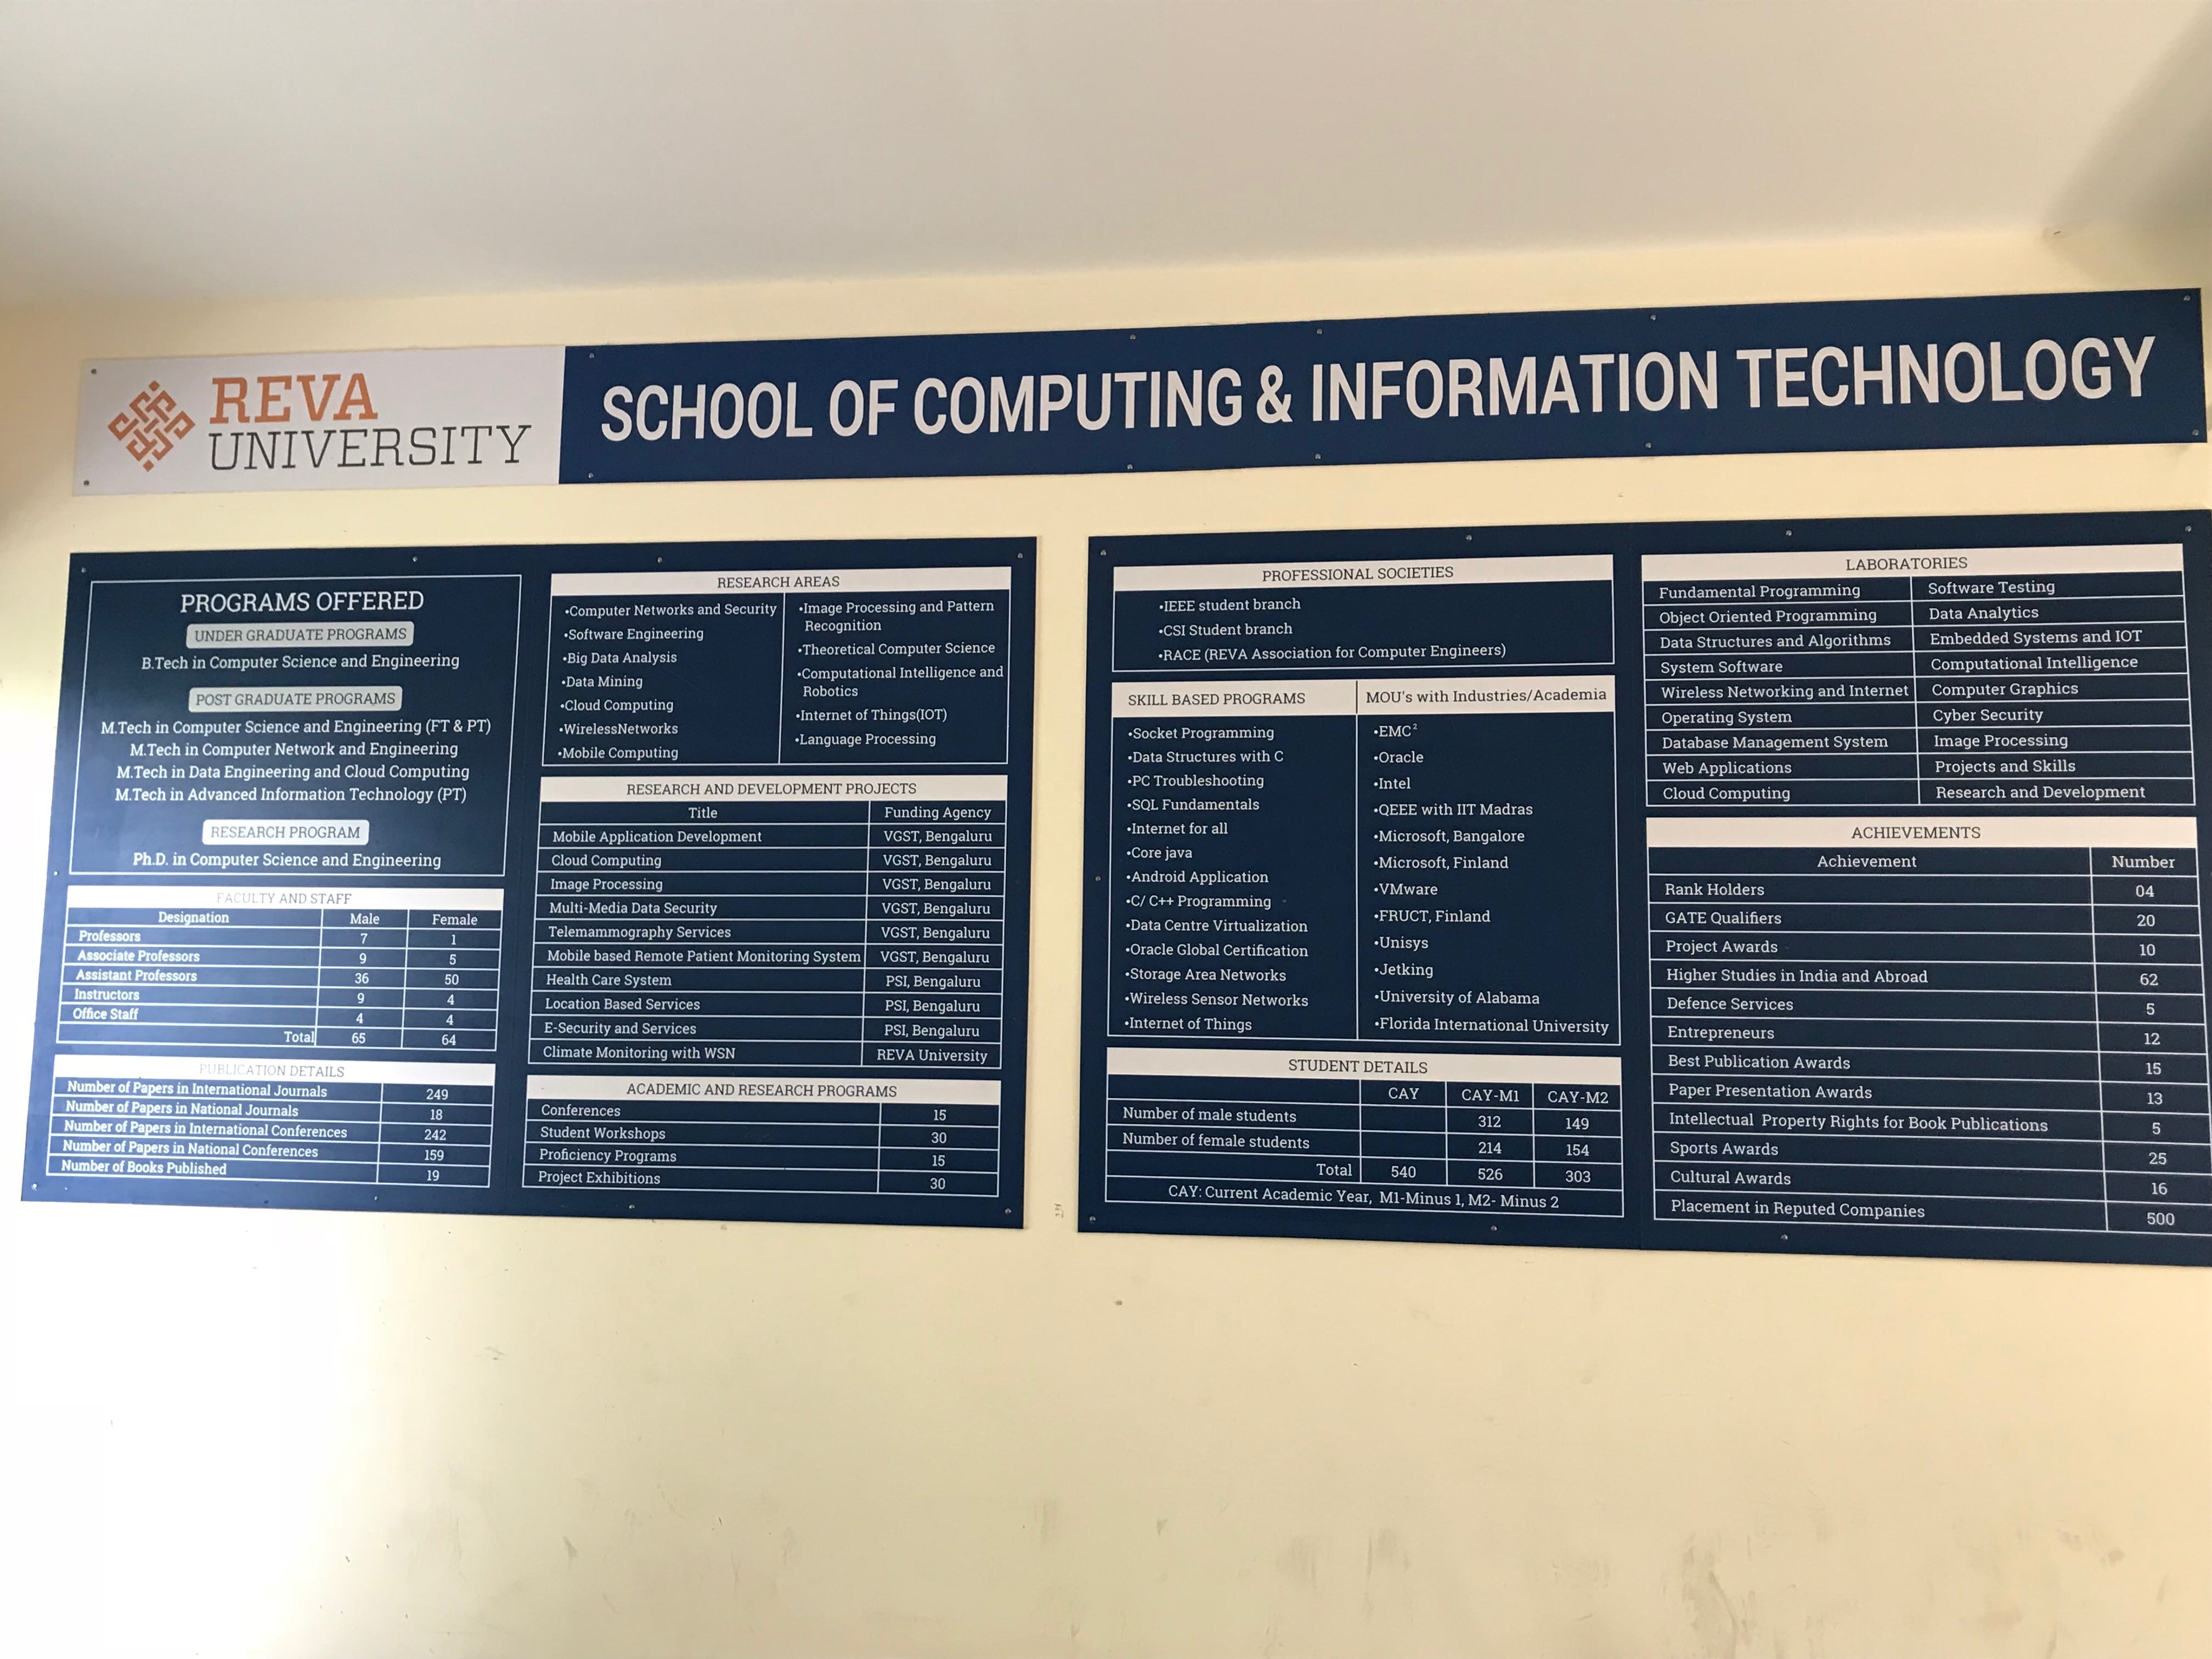 REVA
UNIVERSITY
SCHOOL OF COMPUTING & INFORMATION TECHNOLOGY
PROGRAMS OFFERED
UNDER GRADUATE PROGRAMS
B.Tech in Computer Science and Engineering
POST GRADUATE PROGRAMS
M.Tech in Computer Science and Engineering (FT & PT)
M.Tech in Computer Network and Engineering
M.Tech in Data Engineering and Cloud Computing
M.Tech in Advanced Information Technology (PT)
RESEARCH PROGRAM
Ph.D. in Computer Science and Engineering
FACULTY AND STAFF
Designation Male Female
Professors 7 1
Associate Professors 9 5
Assistant Professors 36 50
Instructors 9 4
Office Staff 4 4
Total 65 64
PUBLICATION DETAILS
Number of Papers in International Journals 249
Number of Papers in National Journals 18
Number of Papers in International Conferences 242
Number of Papers in National Conferences 159
Number of Books Published 19
RESEARCH AREAS
•Computer Networks and Security
•Software Engineering
•Big Data Analysis
•Data Mining
•Cloud Computing
•WirelessNetworks
•Mobile Computing
•Image Processing and Pattern
Recognition
•Theoretical Computer Science
•Computational Intelligence and
Robotics
•Internet of Things(IOT)
•Language Processing
RESEARCH AND DEVELOPMENT PROJECTS
Title Funding Agency
Mobile Application Development VGST, Bengaluru
Cloud Computing VGST, Bengaluru
Image Processing VGST, Bengaluru
Multi-Media Data Security VGST, Bengaluru
Telemammography Services VGST, Bengaluru
Mobile based Remote Patient Monitoring System VGST, Bengaluru
Health Care System PSI, Bengaluru
Location Based Services PSI, Bengaluru
E-Security and Services PSI, Bengaluru
Climate Monitoring with WSN REVA University
ACADEMIC AND RESEARCH PROGRAMS
Conferences 15
Student Workshops 30
Proficiency Programs 15
Project Exhibitions 30
PROFESSIONAL SOCIETIES
•IEEE student branch
•CSI Student branch
•RACE (REVA Association for Computer Engineers)
SKILL BASED PROGRAMS
•Socket Programming
•Data Structures with C
•PC Troubleshooting
•SQL Fundamentals
•Internet for all
•Core java
•Android Application
•C/ C++ Programming
•Data Centre Virtualization
•Oracle Global Certification
•Storage Area Networks
•Wireless Sensor Networks
•Internet of Things
MOU's with Industries/Academia
•EMC²
•Oracle
•Intel
•QEEE with IIT Madras
•Microsoft, Bangalore
•Microsoft, Finland
•VMware
•FRUCT, Finland
•Unisys
•Jetking
•University of Alabama
•Florida International University
STUDENT DETAILS
CAY CAY-M1 CAY-M2
Number of male students 312 149
Number of female students 214 154
Total 540 526 303
CAY: Current Academic Year, M1-Minus 1, M2- Minus 2
LABORATORIES
Fundamental Programming Software Testing
Object Oriented Programming Data Analytics
Data Structures and Algorithms Embedded Systems and IOT
System Software Computational Intelligence
Wireless Networking and Internet Computer Graphics
Operating System Cyber Security
Database Management System Image Processing
Web Applications Projects and Skills
Cloud Computing Research and Development
ACHIEVEMENTS
Achievement Number
Rank Holders 04
GATE Qualifiers 20
Project Awards 10
Higher Studies in India and Abroad 62
Defence Services 5
Entrepreneurs 12
Best Publication Awards 15
Paper Presentation Awards 13
Intellectual Property Rights for Book Publications 5
Sports Awards 25
Cultural Awards 16
Placement in Reputed Companies 500